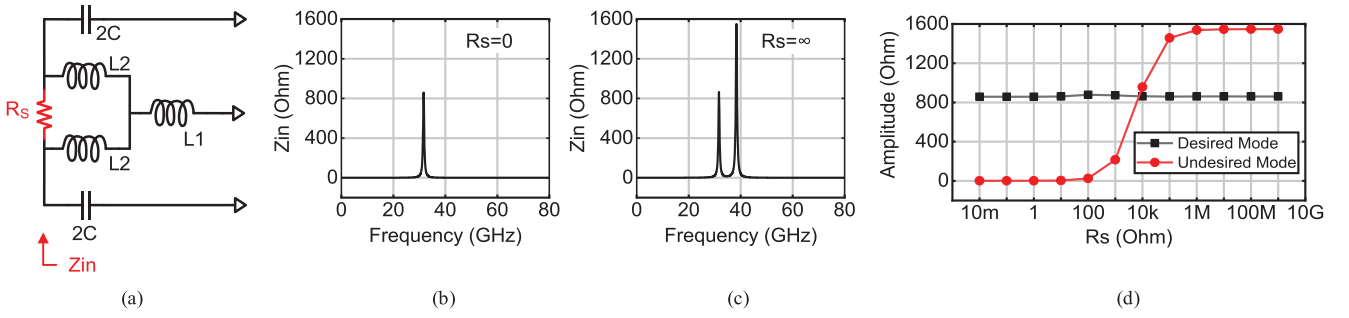 2C
L2
Rs
L1
L2
2C
Zin
(a)
1600
1200
800
400
0
Zin (Ohm)
Rs=0
0 20 40 60 80
Frequency (GHz)
(b)
1600
1200
800
400
0
Zin (Ohm)
Rs=∞
0 20 40 60 80
Frequency (GHz)
(c)
1600
1200
800
400
0
Amplitude (Ohm)
Desired Mode
Undesired Mode
10m 1 100 10k 1M 100M 10G
Rs (Ohm)
(d)